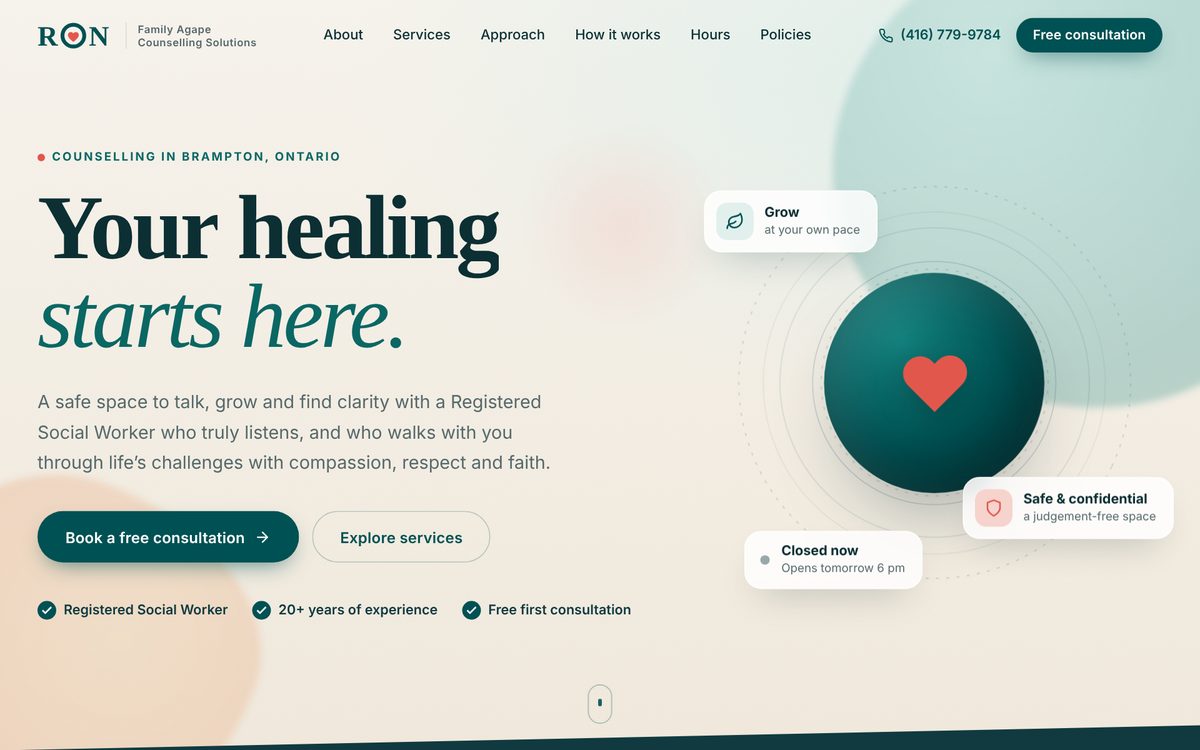 RON
Family Agape
Counselling Solutions
About
Services
Approach
How it works
Hours
Policies
(416) 779-9784
Free consultation
COUNSELLING IN BRAMPTON, ONTARIO
Your healing
starts here.
A safe space to talk, grow and find clarity with a Registered
Social Worker who truly listens, and who walks with you
through life’s challenges with compassion, respect and faith.
Book a free consultation
Explore services
Registered Social Worker
20+ years of experience
Free first consultation
Grow
at your own pace
Safe & confidential
a judgement-free space
Closed now
Opens tomorrow 6 pm